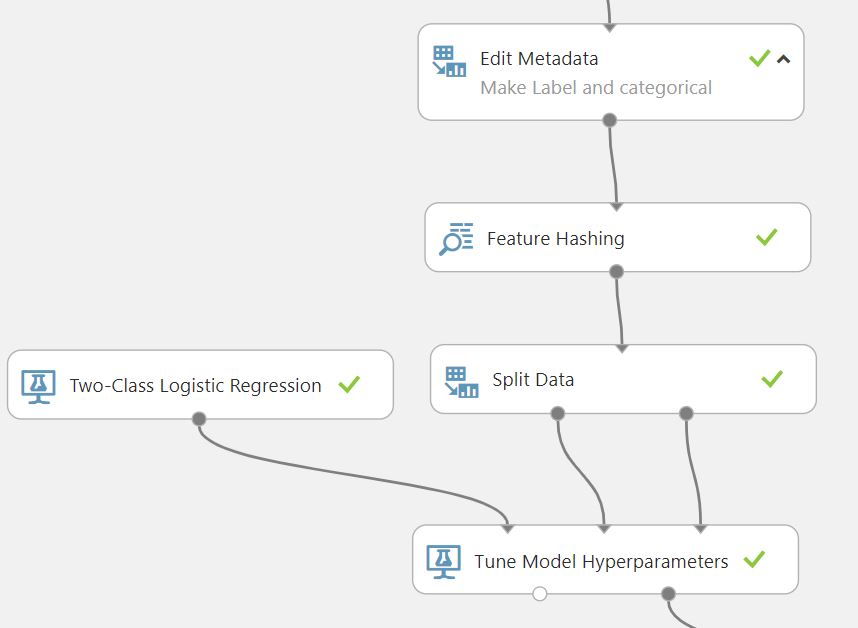 Edit Metadata
Make Label and categorical
Feature Hashing
Two-Class Logistic Regression
Split Data
Tune Model Hyperparameters